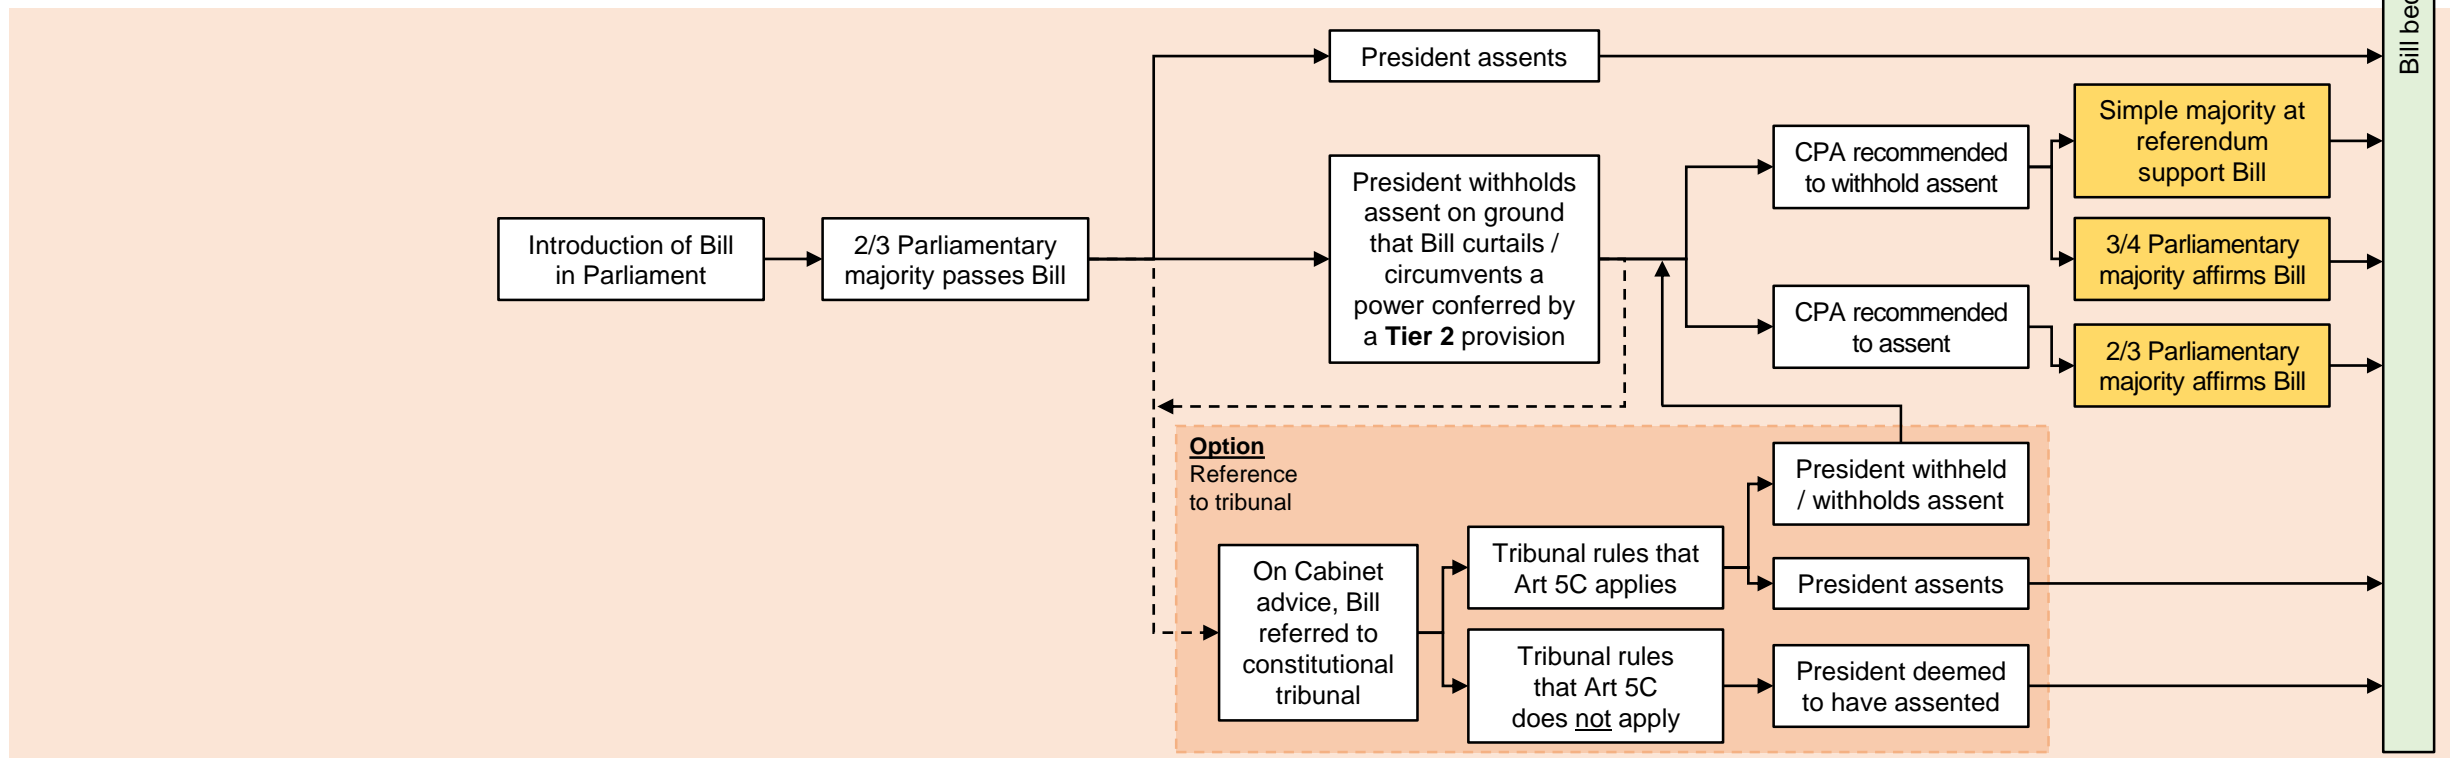 Bill
President assents
Simple majority at
referendum
support Bill
CPA recommended
to withhold assent
President withholds
assent on ground
that Bill curtails /
circumvents a
power conferred by
a Tier 2 provision
Introduction of Bill
in Parliament
2/3 Parliamentary
majority passes Bill
3/4 Parliamentary
majority affirms Bill
CPA recommended
to assent
2/3 Parliamentary
majority affirms Bill
Option
Reference
to tribunal
President withheld
/ withholds assent
On Cabinet
advice, Bill
referred to
constitutional
tribunal
Tribunal rules that
Art 5C applies
President assents
Tribunal rules
that Art 5C
does not apply
President deemed
to have assented